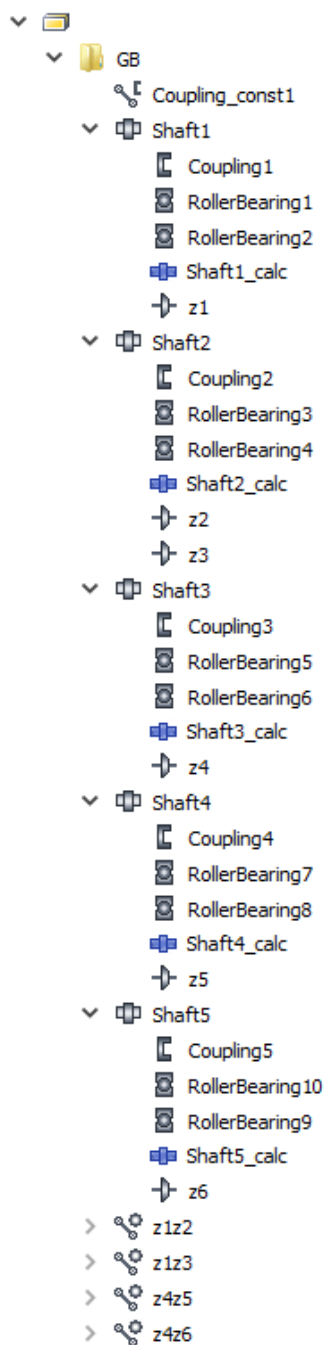 GB
Coupling_const1
Shaft1
Coupling1
RollerBearing1
RollerBearing2
Shaft1_calc
z1
Shaft2
Coupling2
RollerBearing3
RollerBearing4
Shaft2_calc
z2
z3
Shaft3
Coupling3
RollerBearing5
RollerBearing6
Shaft3_calc
z4
Shaft4
Coupling4
RollerBearing7
RollerBearing8
Shaft4_calc
z5
Shaft5
Coupling5
RollerBearing10
RollerBearing9
Shaft5_calc
z6
z1z2
z1z3
z4z5
z4z6